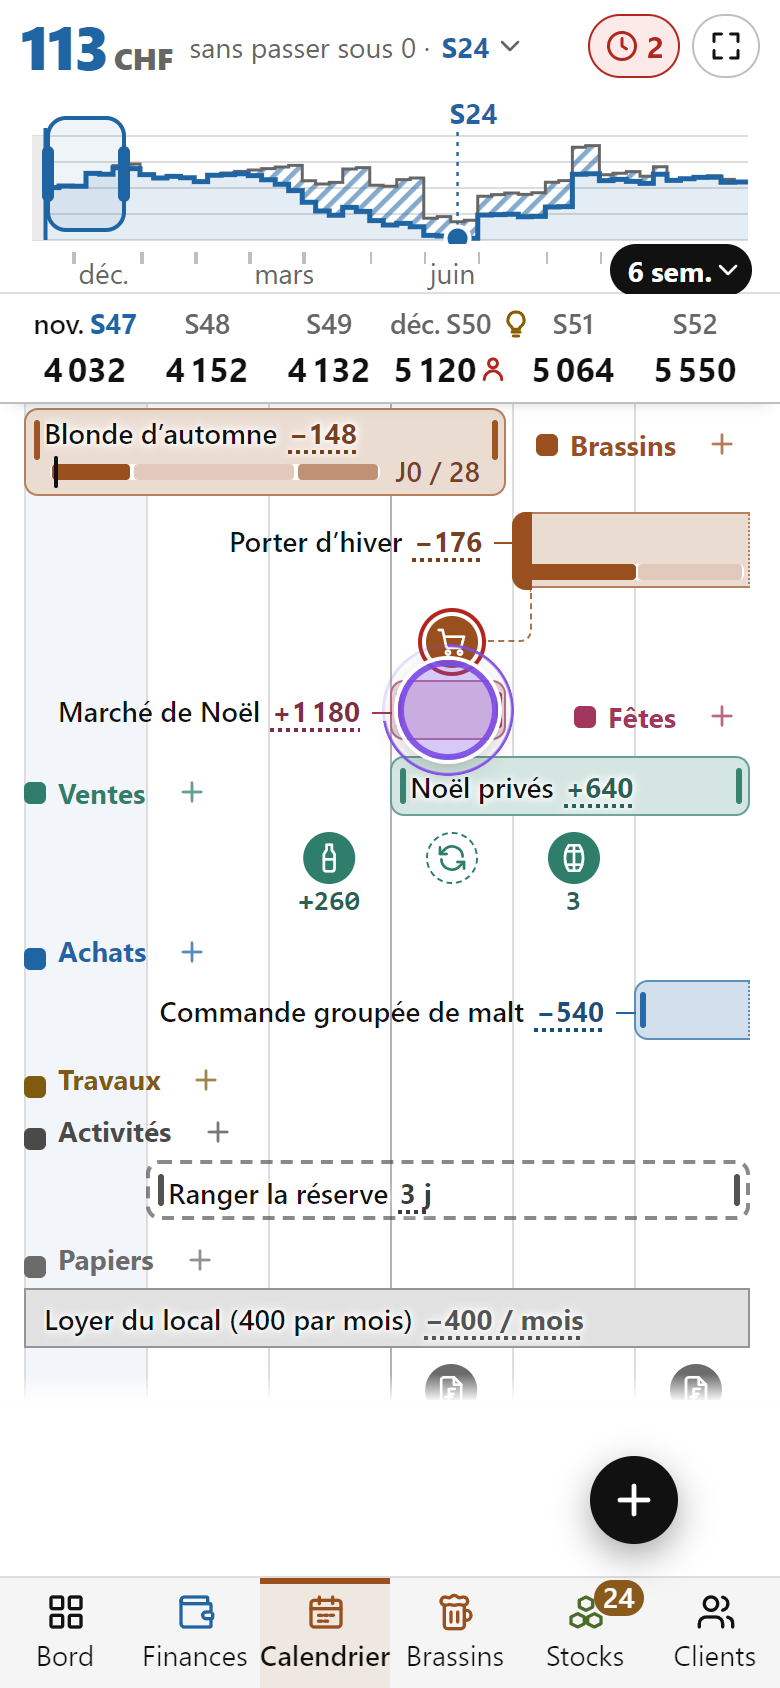 113 CHF sans passer sous 0 · S24
2
S24
déc. mars juin
6 sem.
nov. S47 S48 S49 déc. S50 S51 S52
4 032 4 152 4 132 5 120 5 064 5 550
Blonde d’automne −148
J0 / 28
Brassins +
Porter d’hiver −176
Marché de Noël +1 180
Fêtes +
Ventes +
Noël privés +640
+260
3
Achats +
Commande groupée de malt −540
Travaux +
Activités +
Ranger la réserve 3 j
Papiers +
Loyer du local (400 par mois) −400 / mois
+
24
Bord Finances Calendrier Brassins Stocks Clients